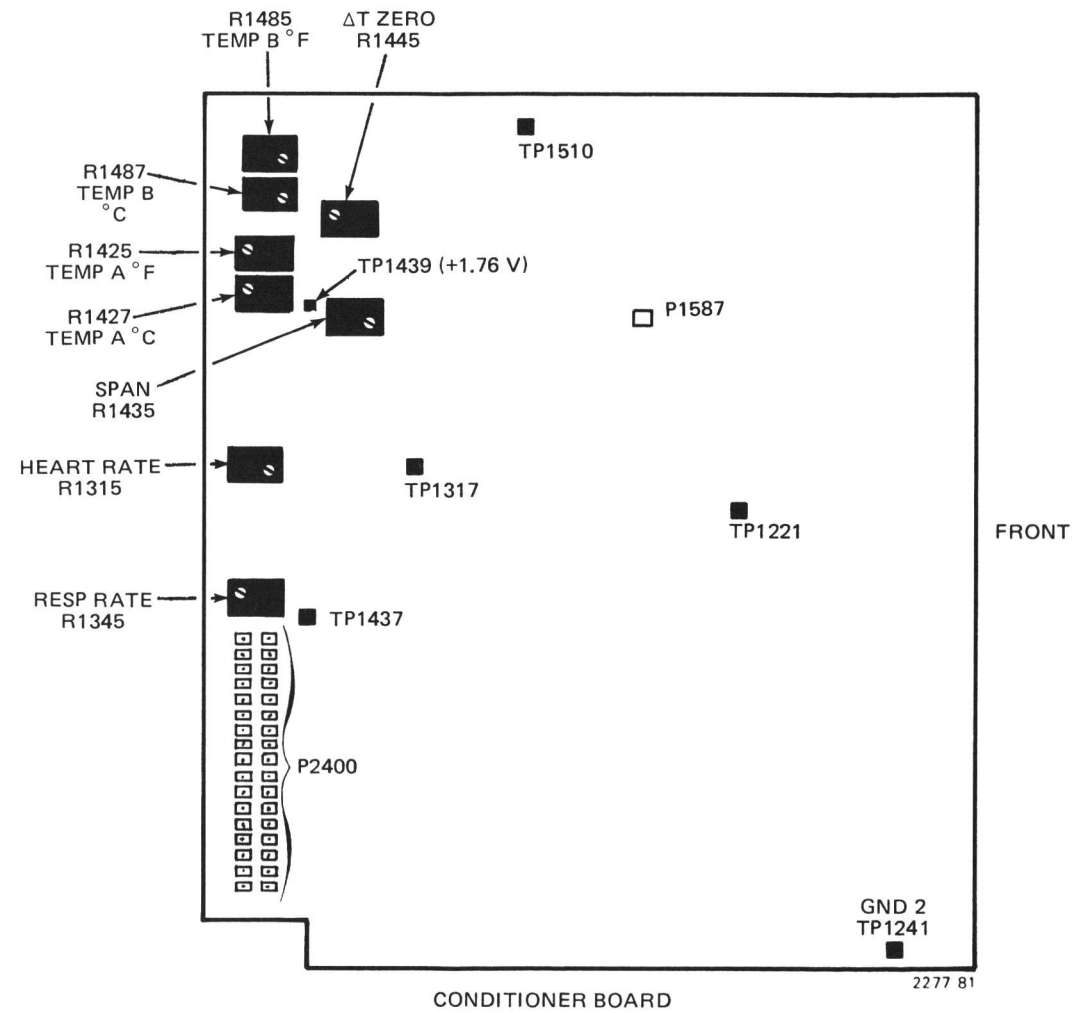 R1485
TEMP B °F
ΔT ZERO
R1445
TP1510
R1487
TEMP B
°C
R1425
TEMP A °F
TP1439 (+1.76 V)
R1427
TEMP A °C
P1587
SPAN
R1435
HEART RATE
R1315
TP1317
TP1221
FRONT
RESP RATE
R1345
TP1437
P2400
GND 2
TP1241
2277 81
CONDITIONER BOARD